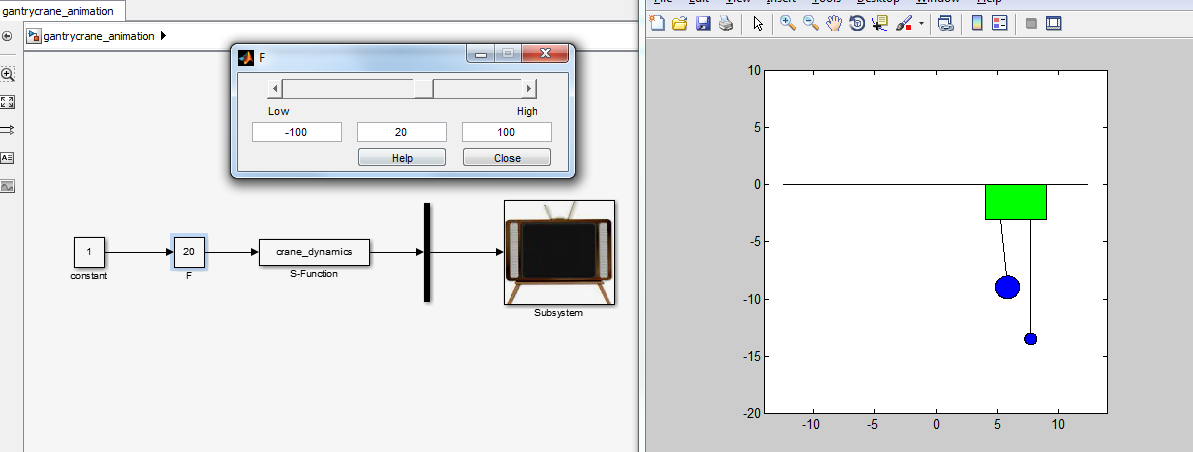 gantrycrane_animation
gantrycrane_animation
F
Low High
-100 20 100
Help Close
1
constant
20
F
crane_dynamics
S-Function
Subsystem
File Edit View Insert Tools Desktop Window Help
10
5
0
-5
-10
-15
-20
-10 -5 0 5 10